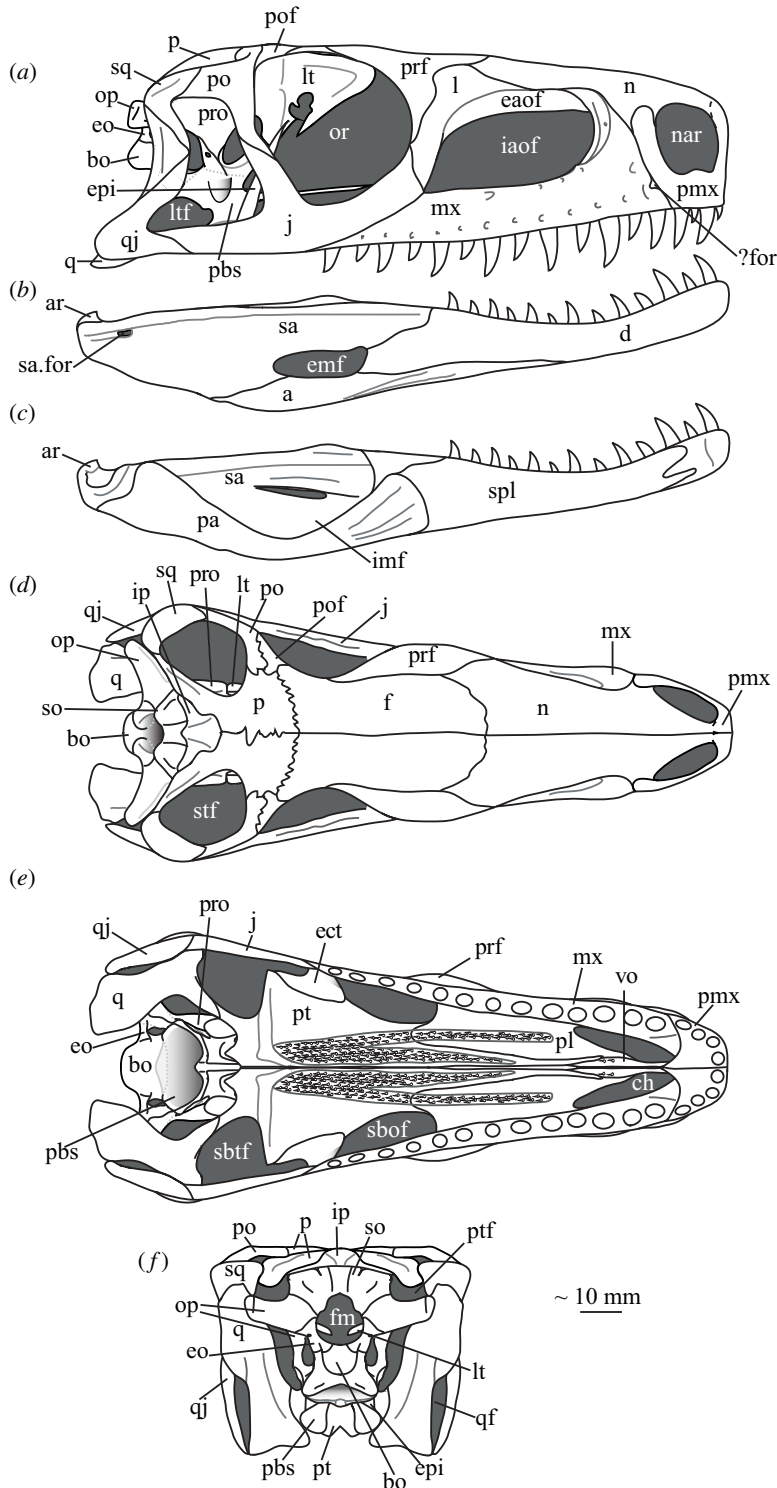 (a)
p
pof
sq
po
lt
prf
l
n
op
pro
eaof
eo
or
iaof
nar
bo
epi
ltf
j
mx
pmx
qj
q
pbs
?for
(b)
ar
sa
d
sa.for
emf
a
(c)
ar
sa
spl
pa
imf
(d)
sq
pro
lt
po
ip
pof
j
qj
mx
op
prf
pmx
q
so
p
f
n
bo
stf
(e)
pro
qj
j
ect
prf
mx
vo
pmx
q
pt
eo
pl
bo
ch
pbs
sbtf
sbof
(f)
po
p
ip
so
ptf
sq
~ 10 mm
op
fm
q
eo
lt
qj
qf
pbs
pt
bo
epi